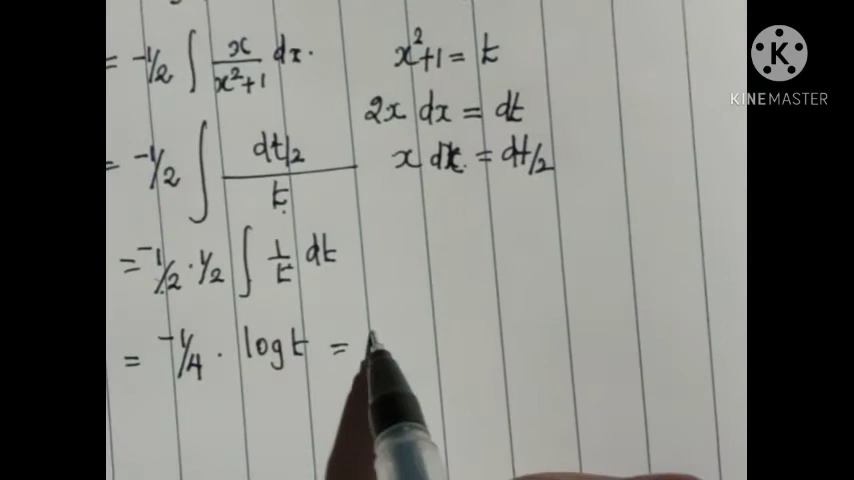 = -1/2 ∫ x/x²+1 dx. x²+1 = t
2x dx = dt
= -1/2 ∫ dt/2 / t x dx. = dt/2
= -1/2 · 1/2 ∫ 1/t dt
= -1/4 · log t =
KINEMASTER